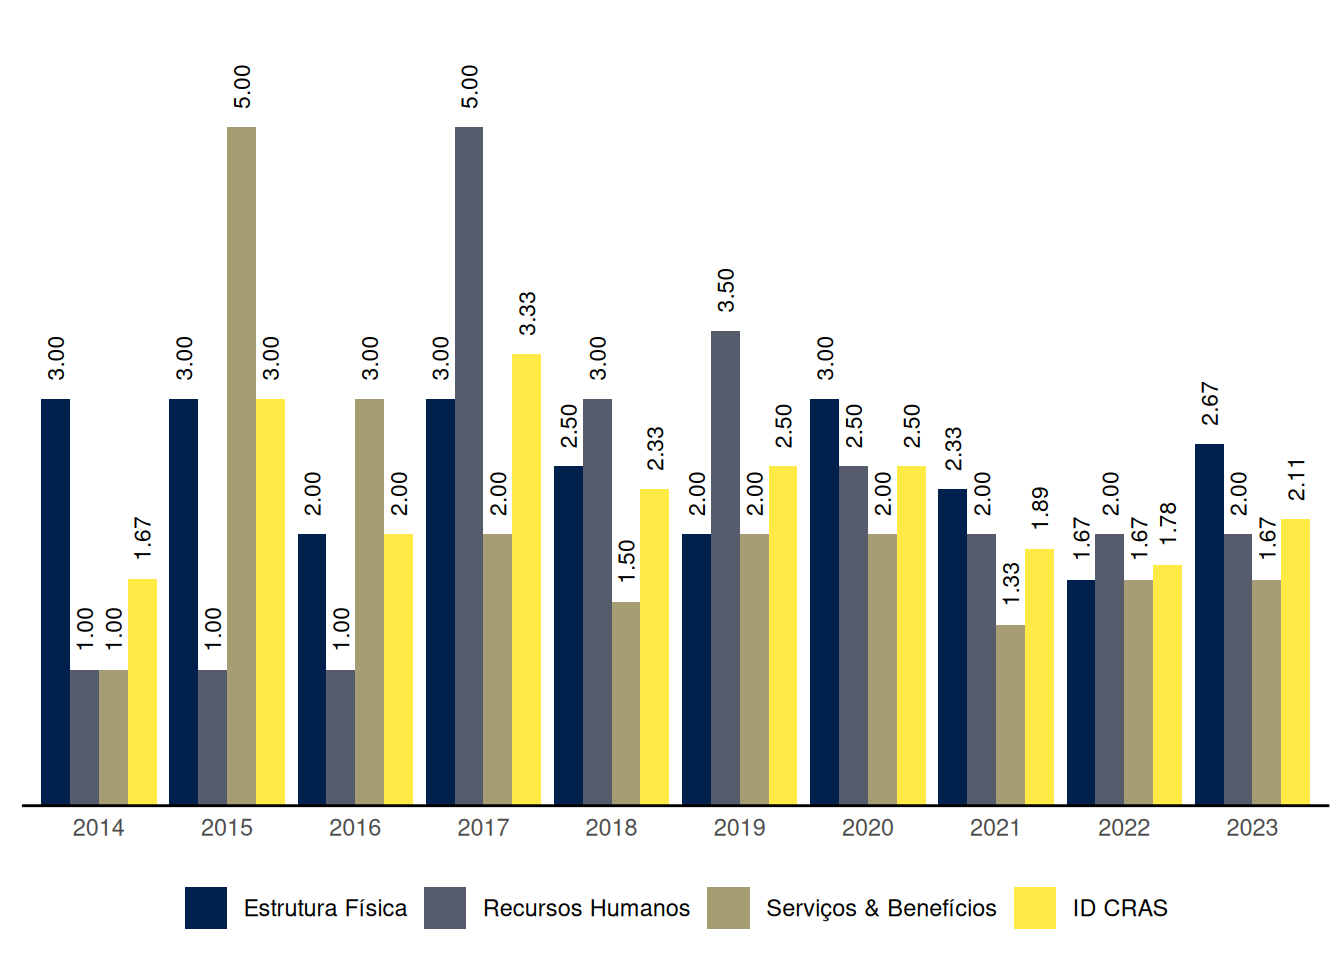 3.00 1.00 1.00 1.67
3.00 1.00 5.00 3.00
2.00 1.00 3.00 2.00
3.00 5.00 2.00 3.33
2.50 3.00 1.50 2.33
2.00 3.50 2.00 2.50
3.00 2.50 2.00 2.50
2.33 2.00 1.33 1.89
1.67 2.00 1.67 1.78
2.67 2.00 1.67 2.11
2014 2015 2016 2017 2018 2019 2020 2021 2022 2023
Estrutura Física Recursos Humanos Serviços & Benefícios ID CRAS